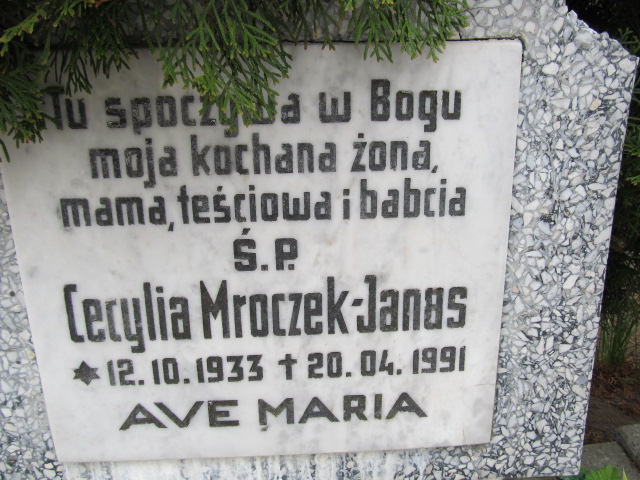 Tu spoczywa w Bogu
moja kochana żona,
mama, teściowa i babcia
Ś.P.
Cecylia Mroczek-Janas
* 12.10.1933 † 20.04.1991
AVE MARIA